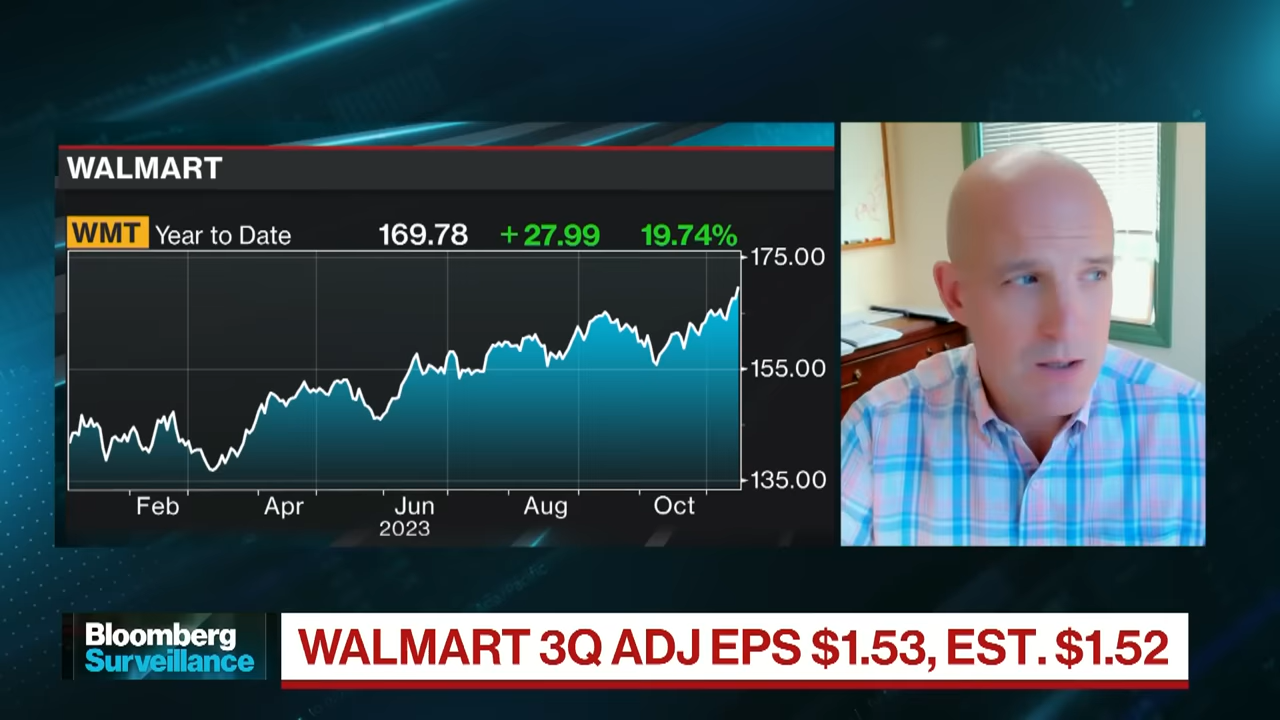 WALMART
WMT Year to Date 169.78 +27.99 19.74%
175.00
155.00
135.00
Feb Apr Jun Aug Oct
2023
Bloomberg
Surveillance
WALMART 3Q ADJ EPS $1.53, EST. $1.52